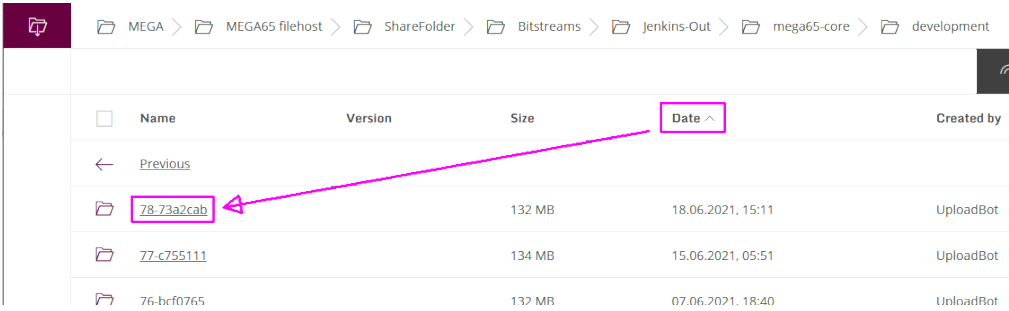 MEGA MEGA65 filehost ShareFolder Bitstreams Jenkins-Out mega65-core development
Name Version Size Date Created by
Previous
78-73a2cab 132 MB 18.06.2021, 15:11 UploadBot
77-c755111 134 MB 15.06.2021, 05:51 UploadBot
76-bcf0765 132 MB 07.06.2021, 18:40 UploadBot